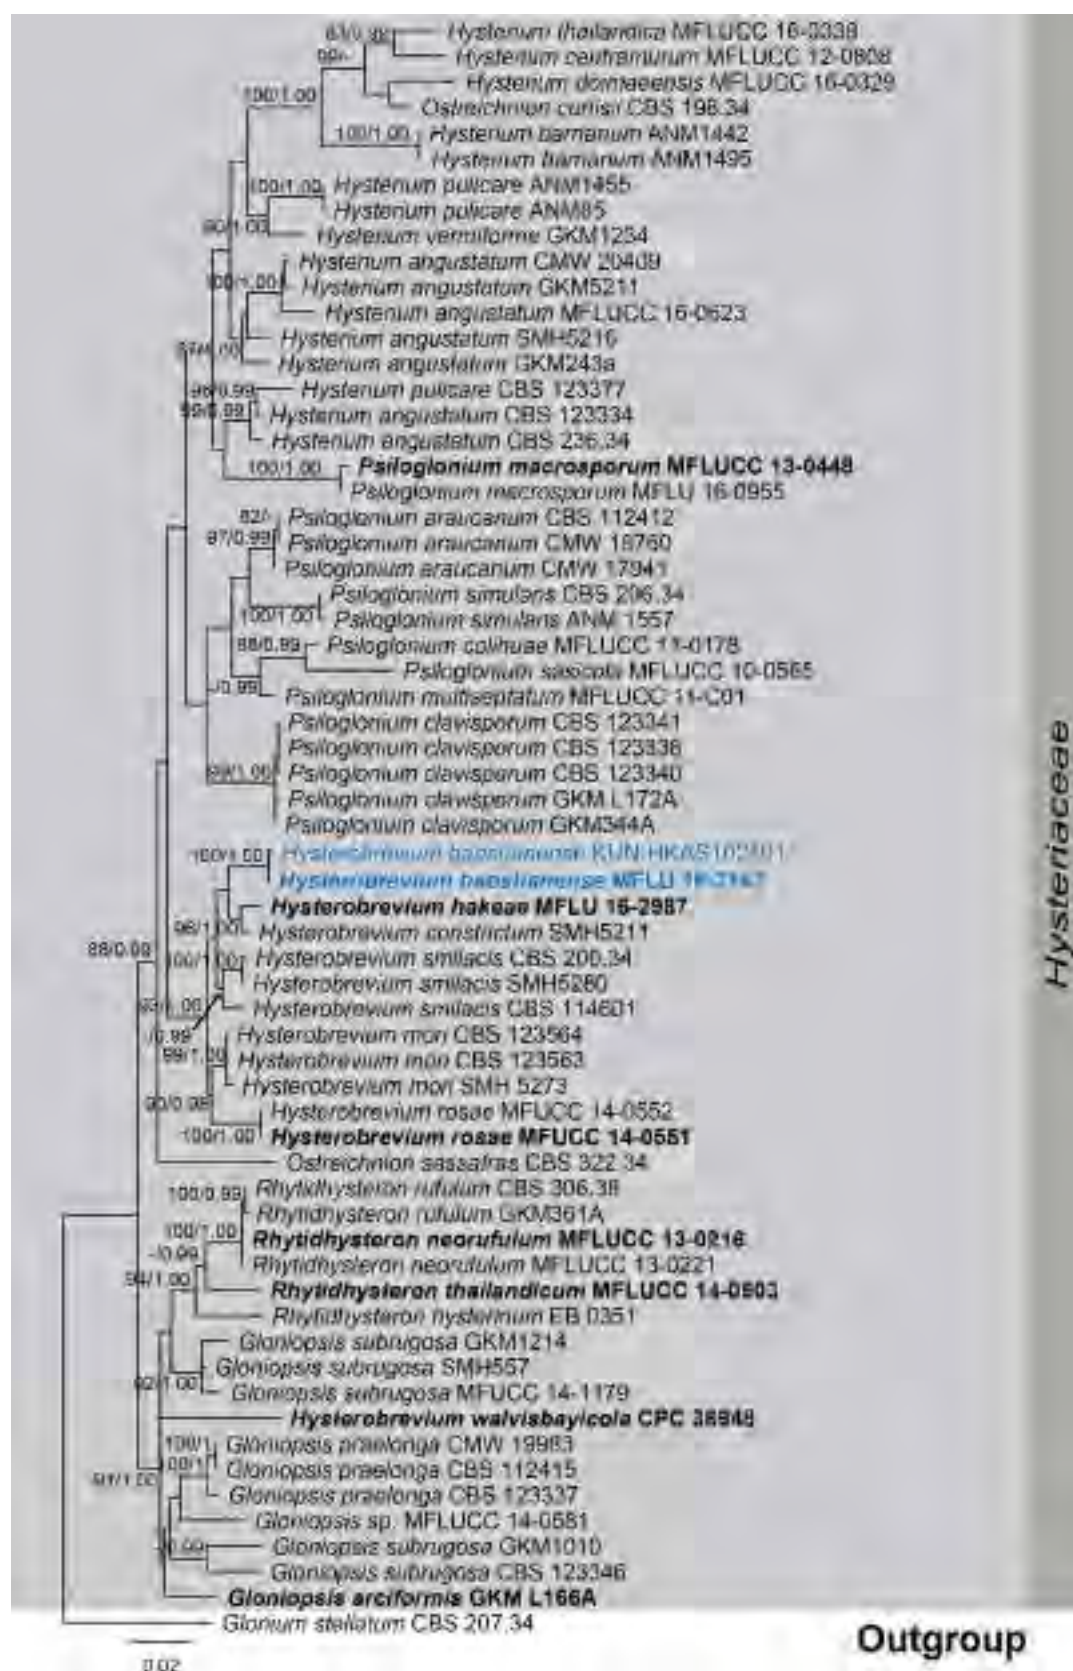 Hysterium thailandica MFLUCC 16-0338
Hysterium centramurum MFLUCC 12-0808
Hysterium doimaeensis MFLUCC 16-0329
100/1.00
Ostreichnion curtisii CBS 198.34
100/1.00 Hysterium barrianum ANM1442
Hysterium barrianum ANM1495
100/1.00 Hysterium pulicare ANM1455
Hysterium pulicare ANM85
90/1.00 Hysterium vermiforme GKM1234
Hysterium angustatum CMW 20409
100/1.00 Hysterium angustatum GKM5211
Hysterium angustatum MFLUCC 16-0623
Hysterium angustatum SMH5216
Hysterium angustatum GKM243a
98/0.99 Hysterium pulicare CBS 123377
99/0.99 Hysterium angustatum CBS 123334
Hysterium angustatum CBS 236.34
100/1.00 Psiloglonium macrosporum MFLUCC 13-0448
Psiloglonium macrosporum MFLU 16-0955
82/- Psiloglonium araucanum CBS 112412
97/0.99 Psiloglonium araucanum CMW 18760
Psiloglonium araucanum CMW 17941
Psiloglonium simulans CBS 206.34
100/1.00 Psiloglonium simulans ANM 1557
88/0.99 Psiloglonium colihuae MFLUCC 11-0178
Psiloglonium sasicola MFLUCC 10-0565
-/0.99 Psiloglonium multiseptatum MFLUCC 11-C01
Psiloglonium clavisporum CBS 123341
Psiloglonium clavisporum CBS 123338
99/1.00 Psiloglonium clavisporum CBS 123340
Psiloglonium clavisporum GKM L172A
Psiloglonium clavisporum GKM344A
100/1.00 Hysterobrevium baoshanense
Hysterobrevium baoshanense MFLU
Hysterobrevium hakeae MFLU 16-2987
98/1.00 Hysterobrevium constrictum SMH5211
88/0.99 100/1.00 Hysterobrevium smilacis CBS 200.34
Hysterobrevium smilacis SMH5280
Hysterobrevium smilacis CBS 114601
-/0.99 Hysterobrevium mori CBS 123564
99/1.00 Hysterobrevium mori CBS 123563
Hysterobrevium mori SMH 5273
90/0.98 Hysterobrevium rosae MFUCC 14-0552
100/1.00 Hysterobrevium rosae MFUCC 14-0551
Ostreichnion sassafras CBS 322.34
100/0.99 Rhytidhysteron rufulum CBS 306.38
Rhytidhysteron rufulum GKM361A
100/1.00 Rhytidhysteron neorufulum MFLUCC 13-0216
-/0.99 Rhytidhysteron neorufulum MFLUCC 13-0221
94/1.00 Rhytidhysteron thailandicum MFLUCC 14-0503
Rhytidhysteron hysterinum EB 0351
Gloniopsis subrugosa GKM1214
Gloniopsis subrugosa SMH557
92/1.00 Gloniopsis subrugosa MFUCC 14-1179
Hysterobrevium walvisbayicola CPC 38948
100/1 Gloniopsis praelonga CMW 19983
100/1 Gloniopsis praelonga CBS 112415
Gloniopsis praelonga CBS 123337
Gloniopsis sp. MFLUCC 14-0581
Gloniopsis subrugosa GKM1010
Gloniopsis subrugosa CBS 123346
Gloniopsis arciformis GKM L166A
Glonium stellatum CBS 207.34
0.02
Hysteriaceae
Outgroup